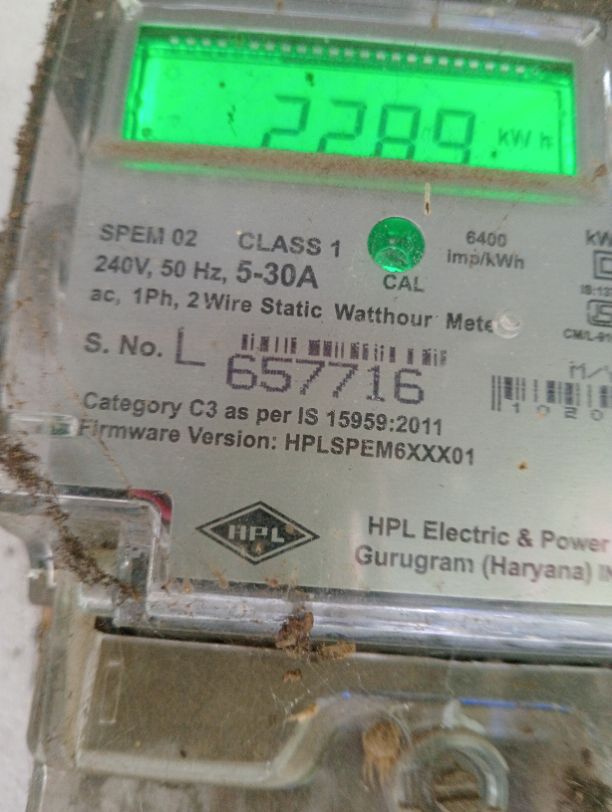 2289 kWh
SPEM 02 CLASS 1 6400 imp/kWh
240V, 50 Hz, 5-30A CAL
ac, 1Ph, 2 Wire Static Watthour Mete
S. No. L 657716
Category C3 as per IS 15959:2011
Firmware Version: HPLSPEM6XXX01
HPL
HPL Electric & Power
Gurugram (Haryana)